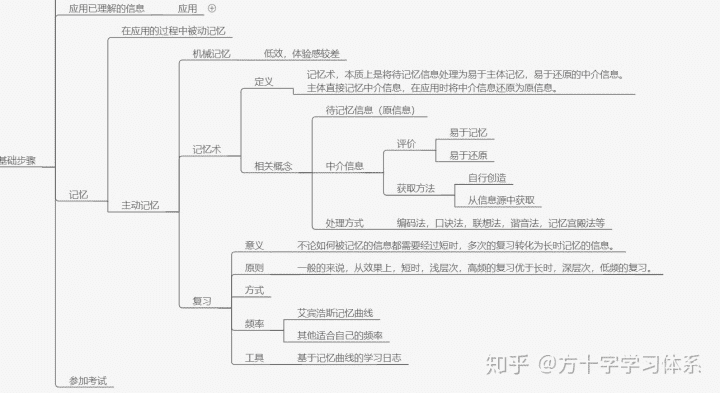 应用已理解的信息
应用
在应用的过程中被动记忆
机械记忆
低效，体验感较差
定义
记忆术，本质上是将待记忆信息处理为易于主体记忆，易于还原的中介信息。
主体直接记忆中介信息，在应用时将中介信息还原为原信息。
待记忆信息（原信息）
易于记忆
评价
记忆术
易于还原
基础步骤
相关概念
中介信息
自行创造
获取方法
记忆
从信息源中获取
主动记忆
处理方式
编码法，口诀法，联想法，谐音法，记忆宫殿法等
意义
不论如何被记忆的信息都需要经过短时，多次的复习转化为长时记忆的信息。
原则
一般的来说，从效果上，短时，浅层次，高频的复习优于长时，深层次，低频的复习。
方式
复习
艾宾浩斯记忆曲线
频率
其他适合自己的频率
工具
基于记忆曲线的学习日志
参加考试
知乎 @方十字学习体系